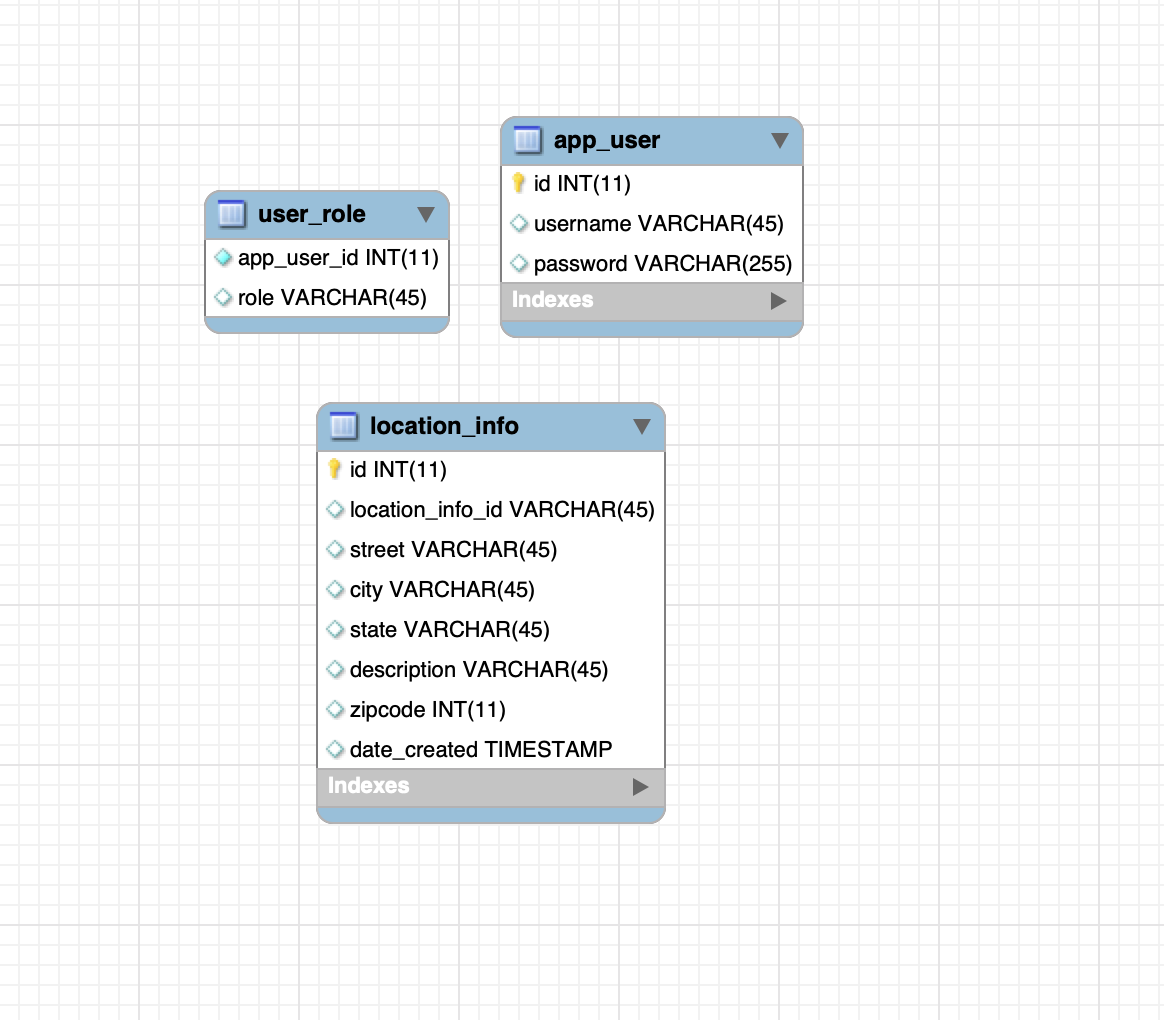 user_role
app_user_id INT(11)
role VARCHAR(45)
app_user
id INT(11)
username VARCHAR(45)
password VARCHAR(255)
Indexes
location_info
id INT(11)
location_info_id VARCHAR(45)
street VARCHAR(45)
city VARCHAR(45)
state VARCHAR(45)
description VARCHAR(45)
zipcode INT(11)
date_created TIMESTAMP
Indexes